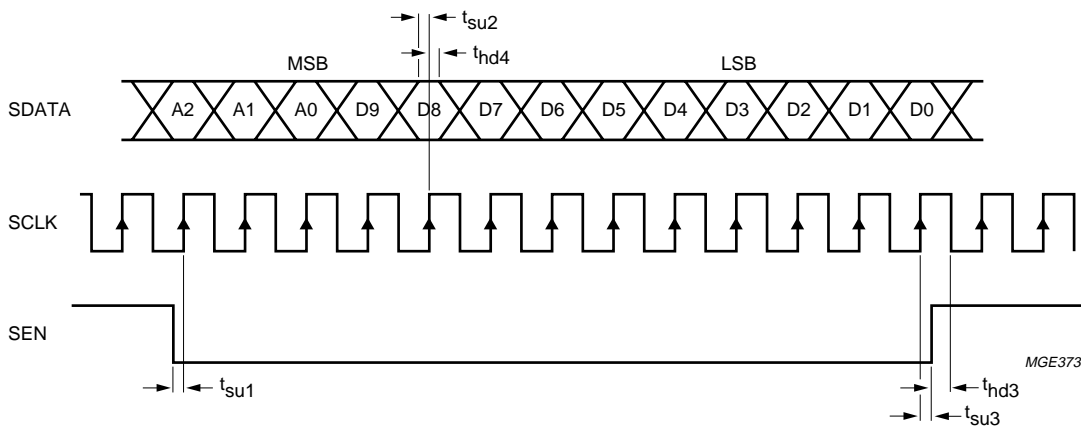 tsu2
thd4
MSB LSB
SDATA A2 A1 A0 D9 D8 D7 D6 D5 D4 D3 D2 D1 D0
SCLK
SEN
MGE373
tsu1 thd3
tsu3